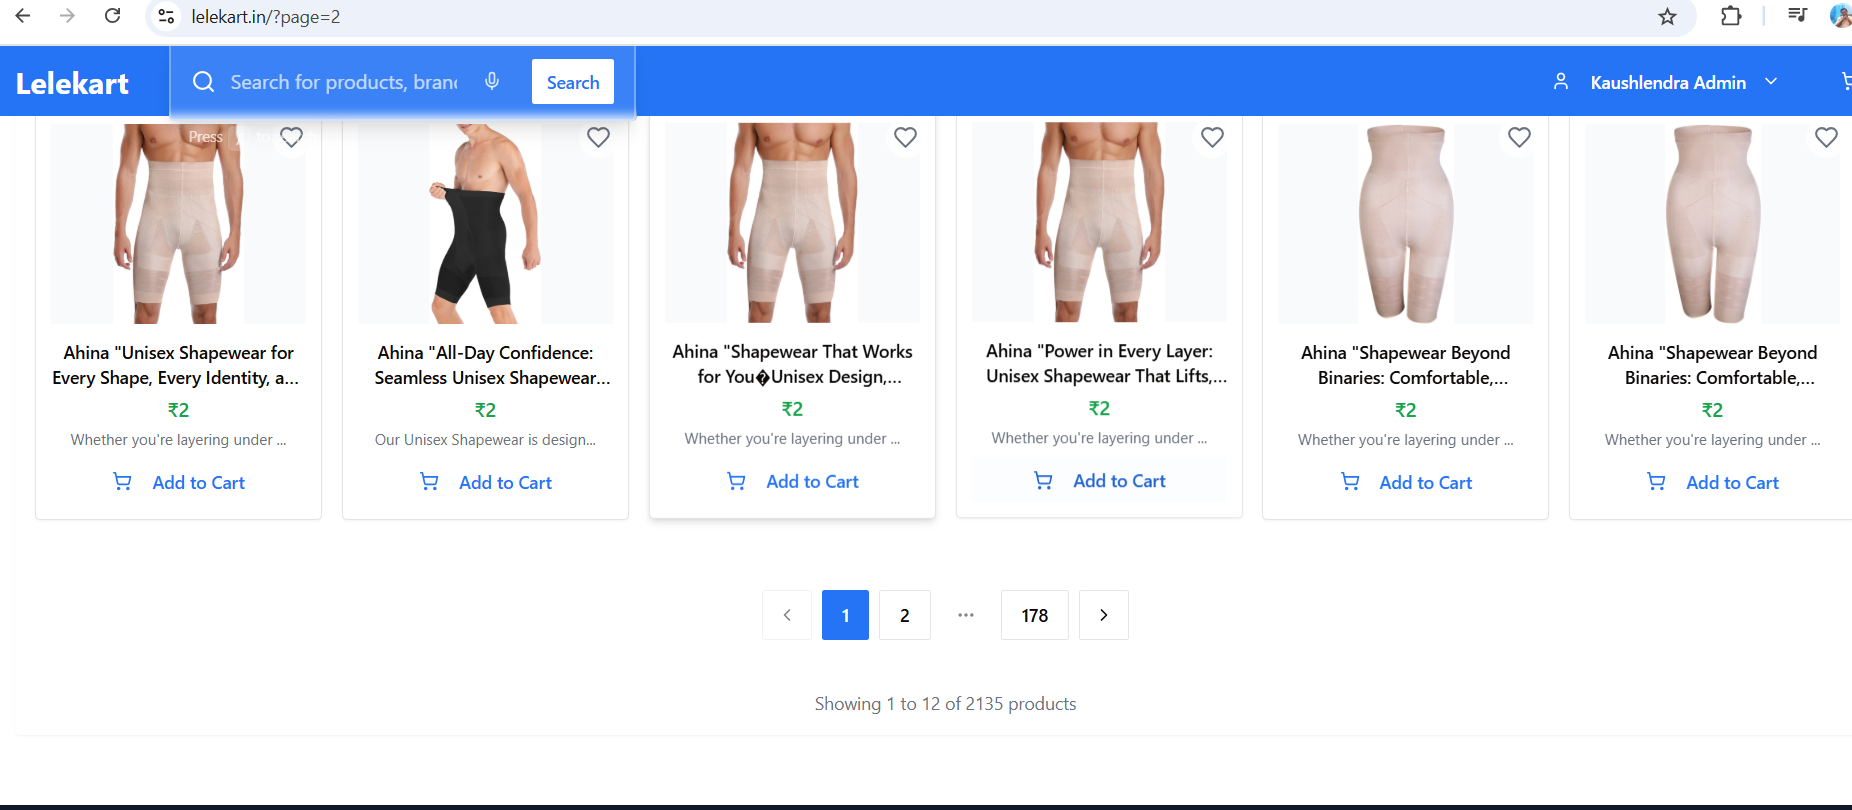 lelekart.in/?page=2
Lelekart
Search for products, branc
Search
Kaushlendra Admin
Press / to
Ahina "Unisex Shapewear for
Every Shape, Every Identity, a...
₹2
Whether you're layering under ...
Add to Cart
Ahina "All-Day Confidence:
Seamless Unisex Shapewear...
₹2
Our Unisex Shapewear is design...
Add to Cart
Ahina "Shapewear That Works
for You�Unisex Design,...
₹2
Whether you're layering under ...
Add to Cart
Ahina "Power in Every Layer:
Unisex Shapewear That Lifts,...
₹2
Whether you're layering under ...
Add to Cart
Ahina "Shapewear Beyond
Binaries: Comfortable,...
₹2
Whether you're layering under ...
Add to Cart
Ahina "Shapewear Beyond
Binaries: Comfortable,...
₹2
Whether you're layering under ...
Add to Cart
1 2 ... 178
Showing 1 to 12 of 2135 products